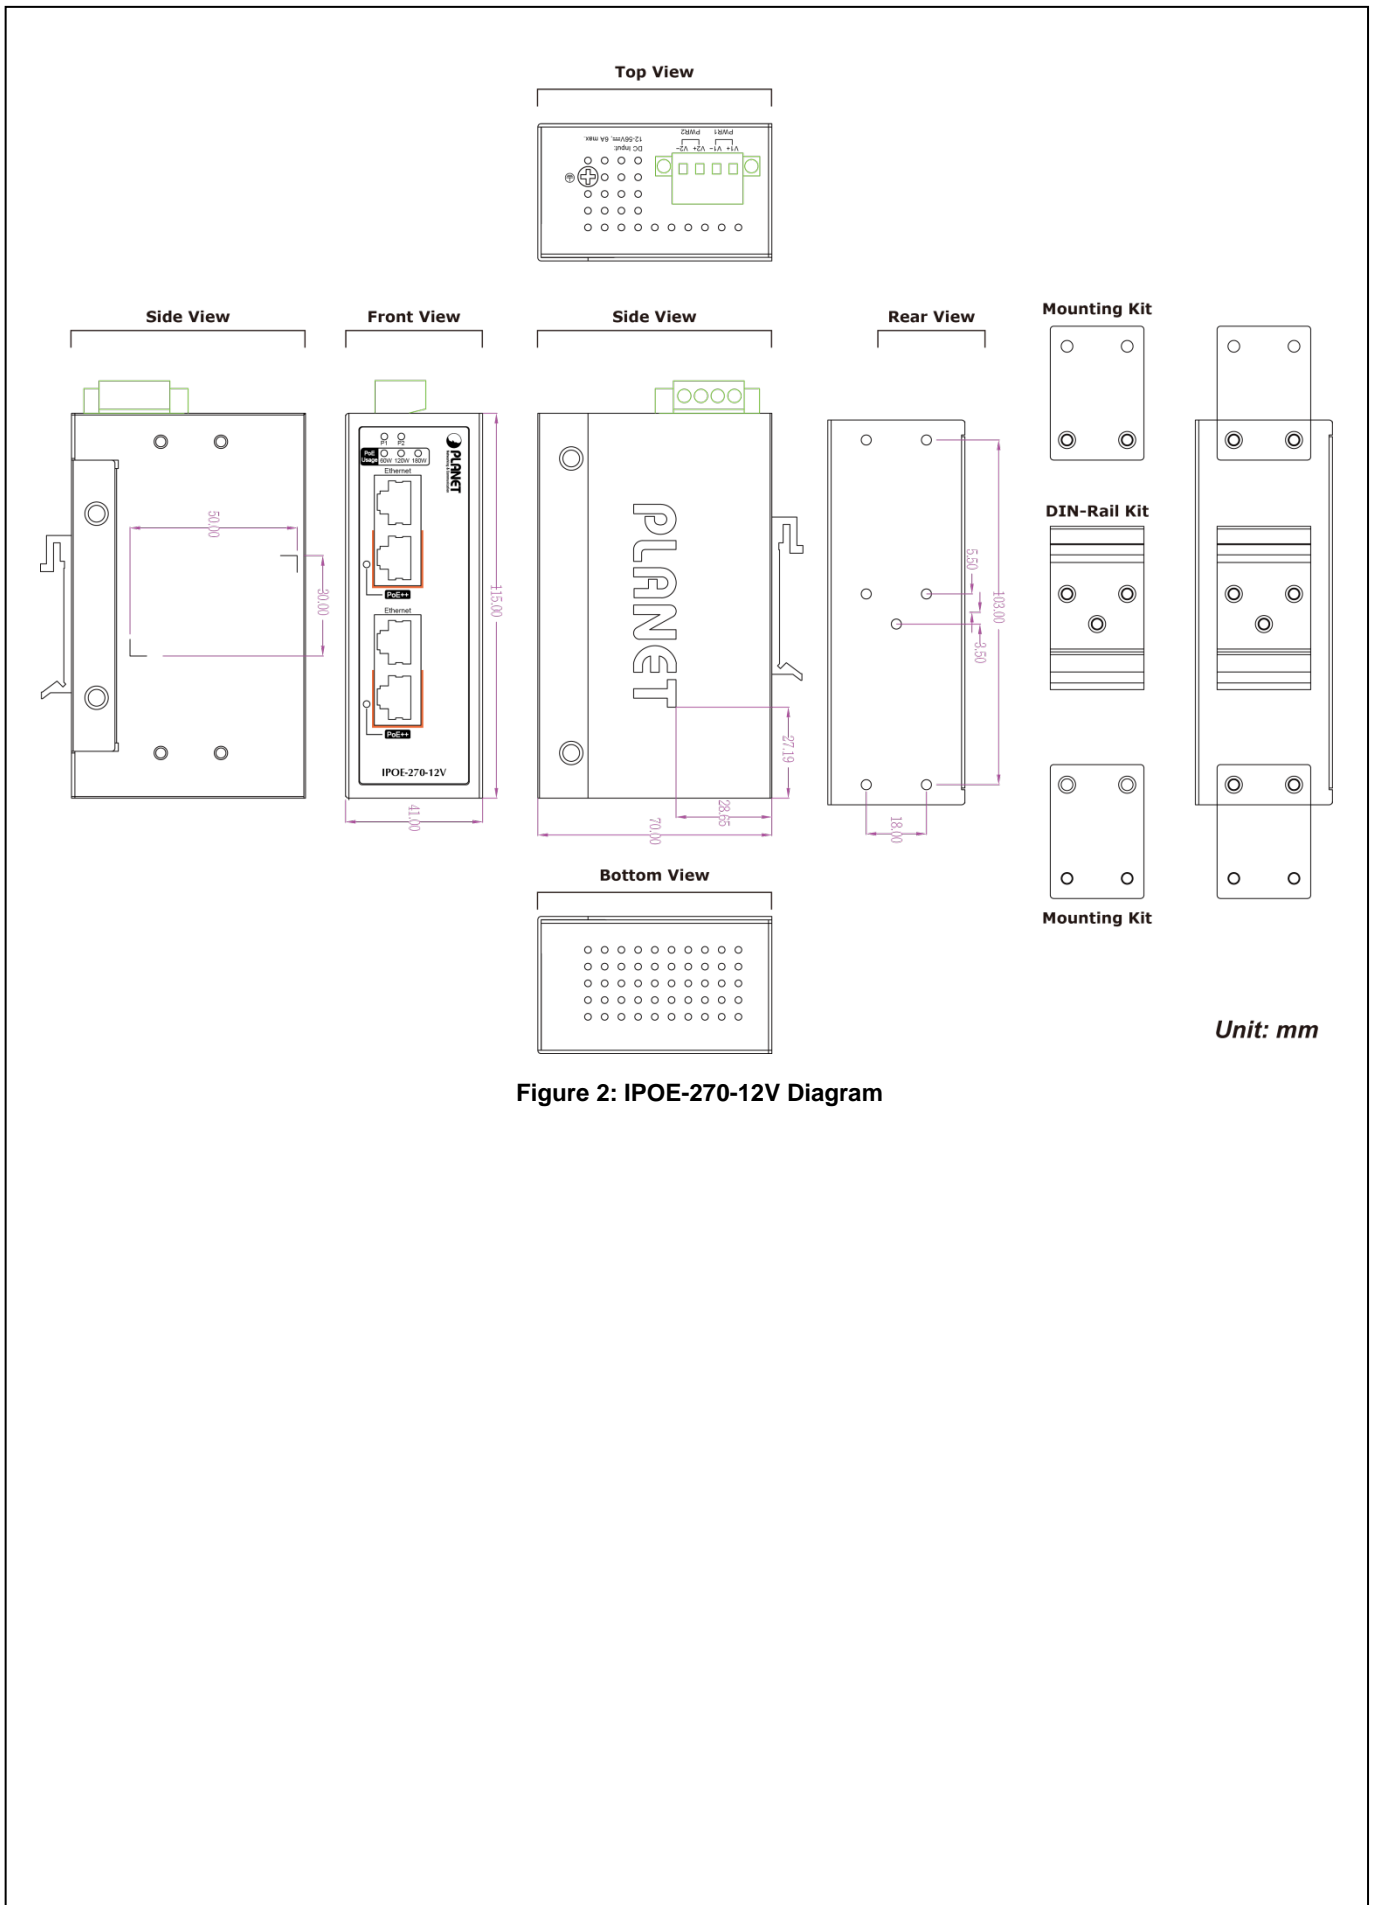 Top View
DC Input:
12-56V⎓, 6A max.
PWR2 PWR1
V2- V2+ V1- V1+
Side View
Front View
Side View
Rear View
Mounting Kit
P1 P2
PoE Usage
60W 120W 180W
PLANET
Ethernet
PoE++
Ethernet
PoE++
IPOE-270-12V
PLANET
DIN-Rail Kit
50.00
30.00
115.00
41.00
27.19
28.65
70.00
5.50
103.00
3.50
18.00
Bottom View
Mounting Kit
Unit: mm
Figure 2: IPOE-270-12V Diagram